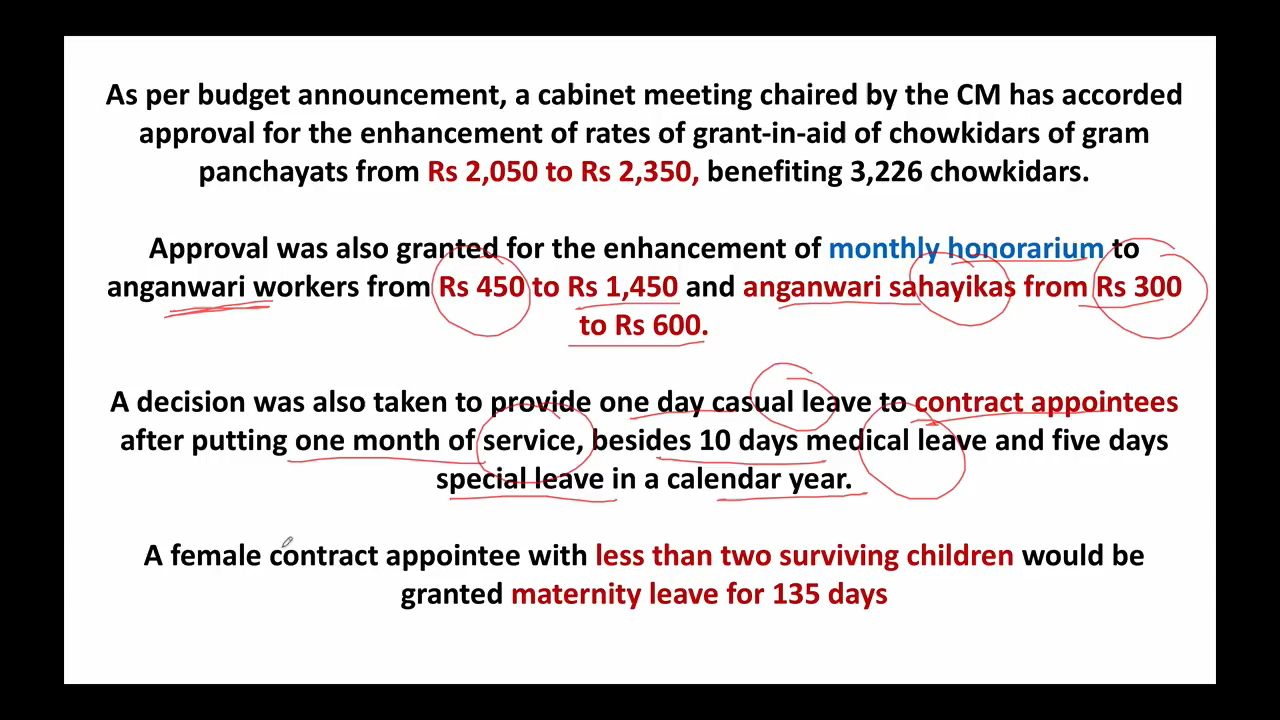 As per budget announcement, a cabinet meeting chaired by the CM has accorded
approval for the enhancement of rates of grant-in-aid of chowkidars of gram
panchayats from Rs 2,050 to Rs 2,350, benefiting 3,226 chowkidars.
Approval was also granted for the enhancement of monthly honorarium to
anganwari workers from Rs 450 to Rs 1,450 and anganwari sahayikas from Rs 300
to Rs 600.
A decision was also taken to provide one day casual leave to contract appointees
after putting one month of service, besides 10 days medical leave and five days
special leave in a calendar year.
A female contract appointee with less than two surviving children would be
granted maternity leave for 135 days